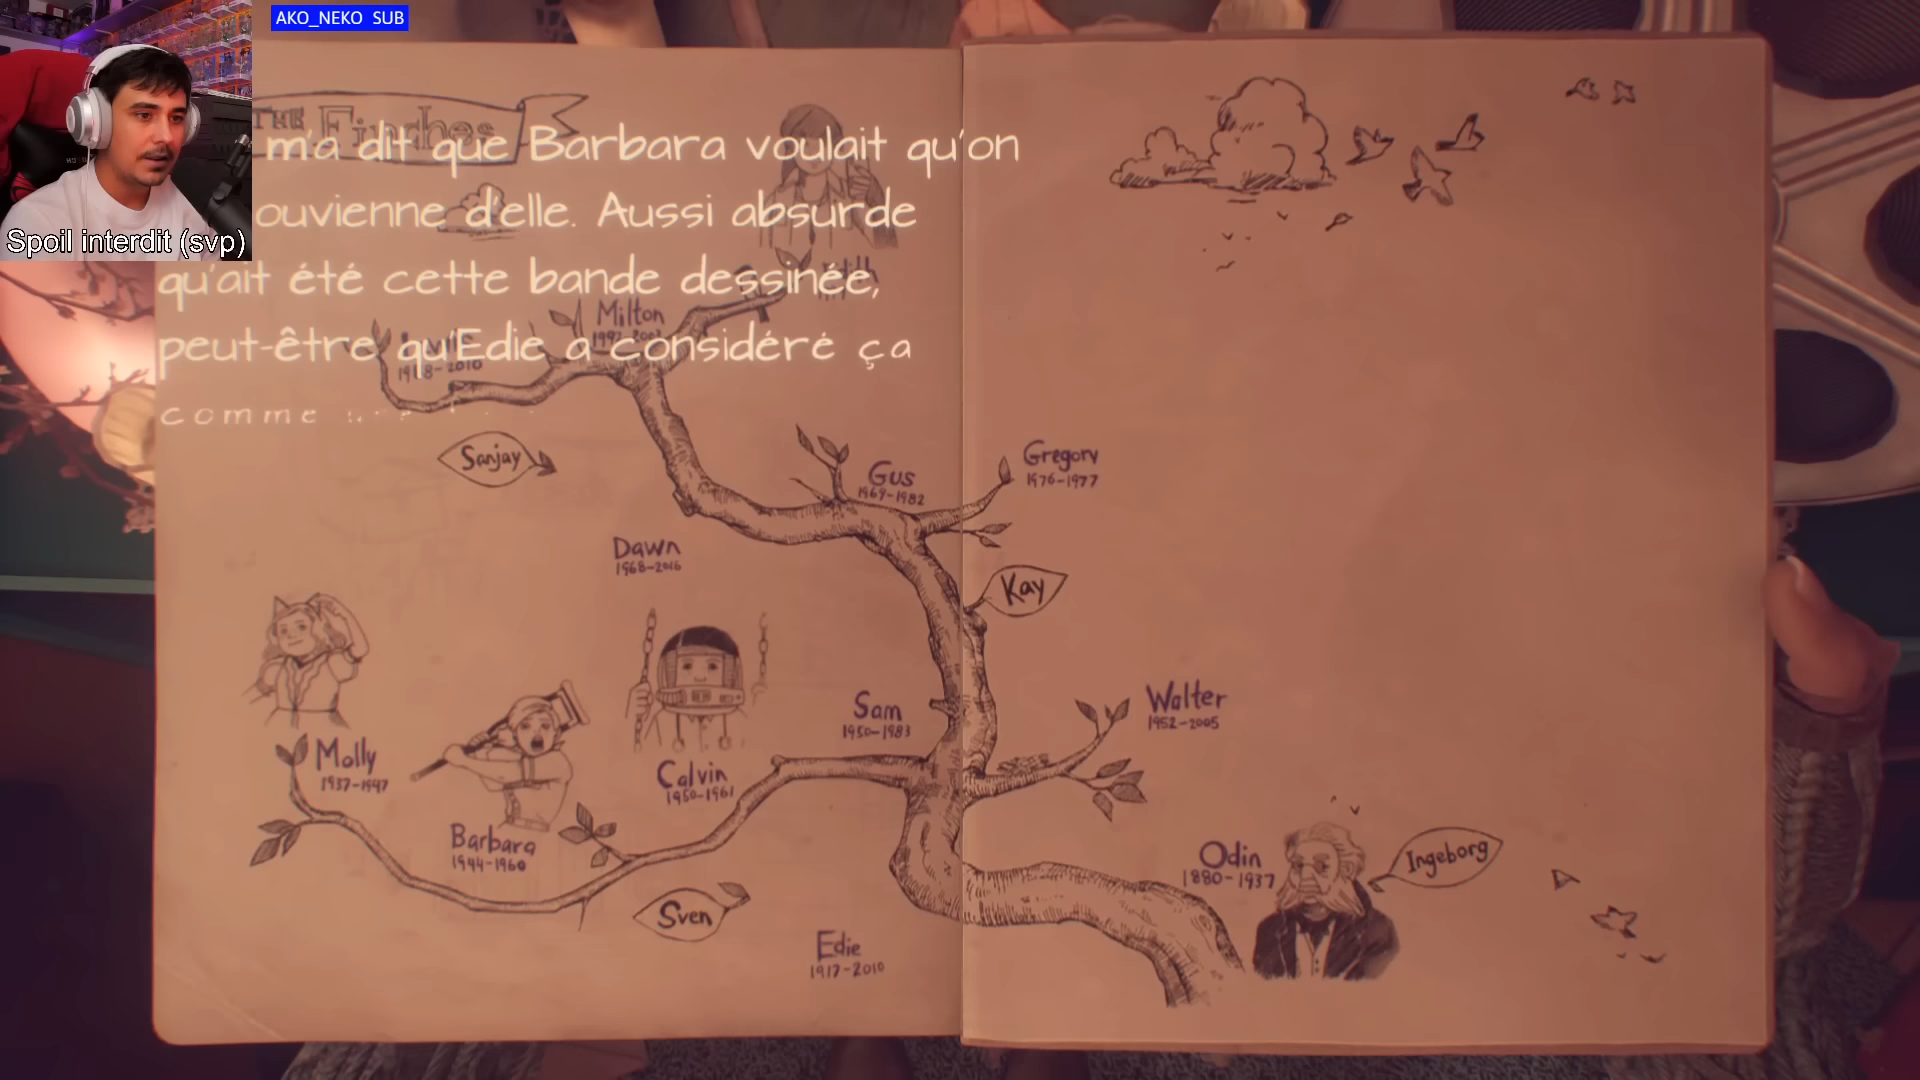 AKO_NEKO SUB
Spoil interdit (svp)
THE Finches
m'a dit que Barbara voulait qu'on
ouvienne d'elle. Aussi absurde
qu'ait été cette bande dessinée,
peut-être qu'Edie a considéré ça
comme
Milton
Sanjay
Gus
1969-1982
Gregory
1976-1977
Dawn
1968-2016
Kay
Sam
1950-1983
Walter
1952-2005
Molly
1937-1947
Calvin
1950-1961
Barbara
1944-1960
Odin
1880-1937
Ingeborg
Sven
Edie
1917-2010